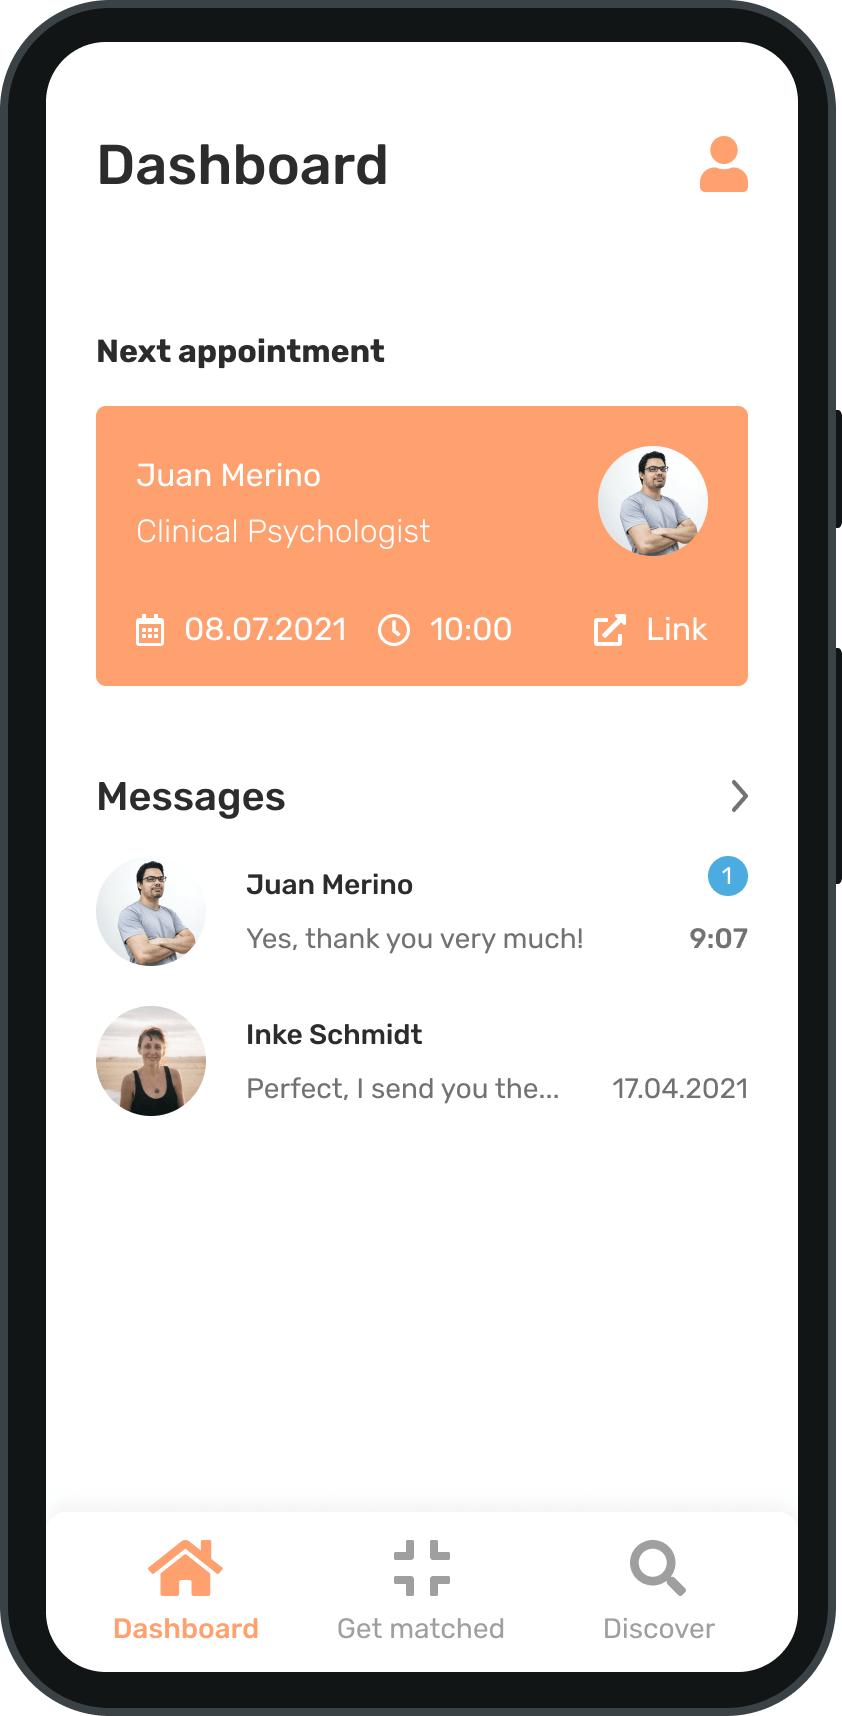 Dashboard
Next appointment
Juan Merino
Clinical Psychologist
08.07.2021 10:00 Link
Messages
Juan Merino 1
Yes, thank you very much! 9:07
Inke Schmidt
Perfect, I send you the... 17.04.2021
Dashboard Get matched Discover